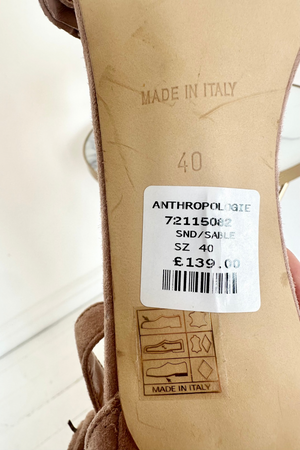 MADE IN ITALY
40
ANTHROPOLOGIE
72115082
SND/SABLE
SZ 40
£139.00
MADE IN ITALY